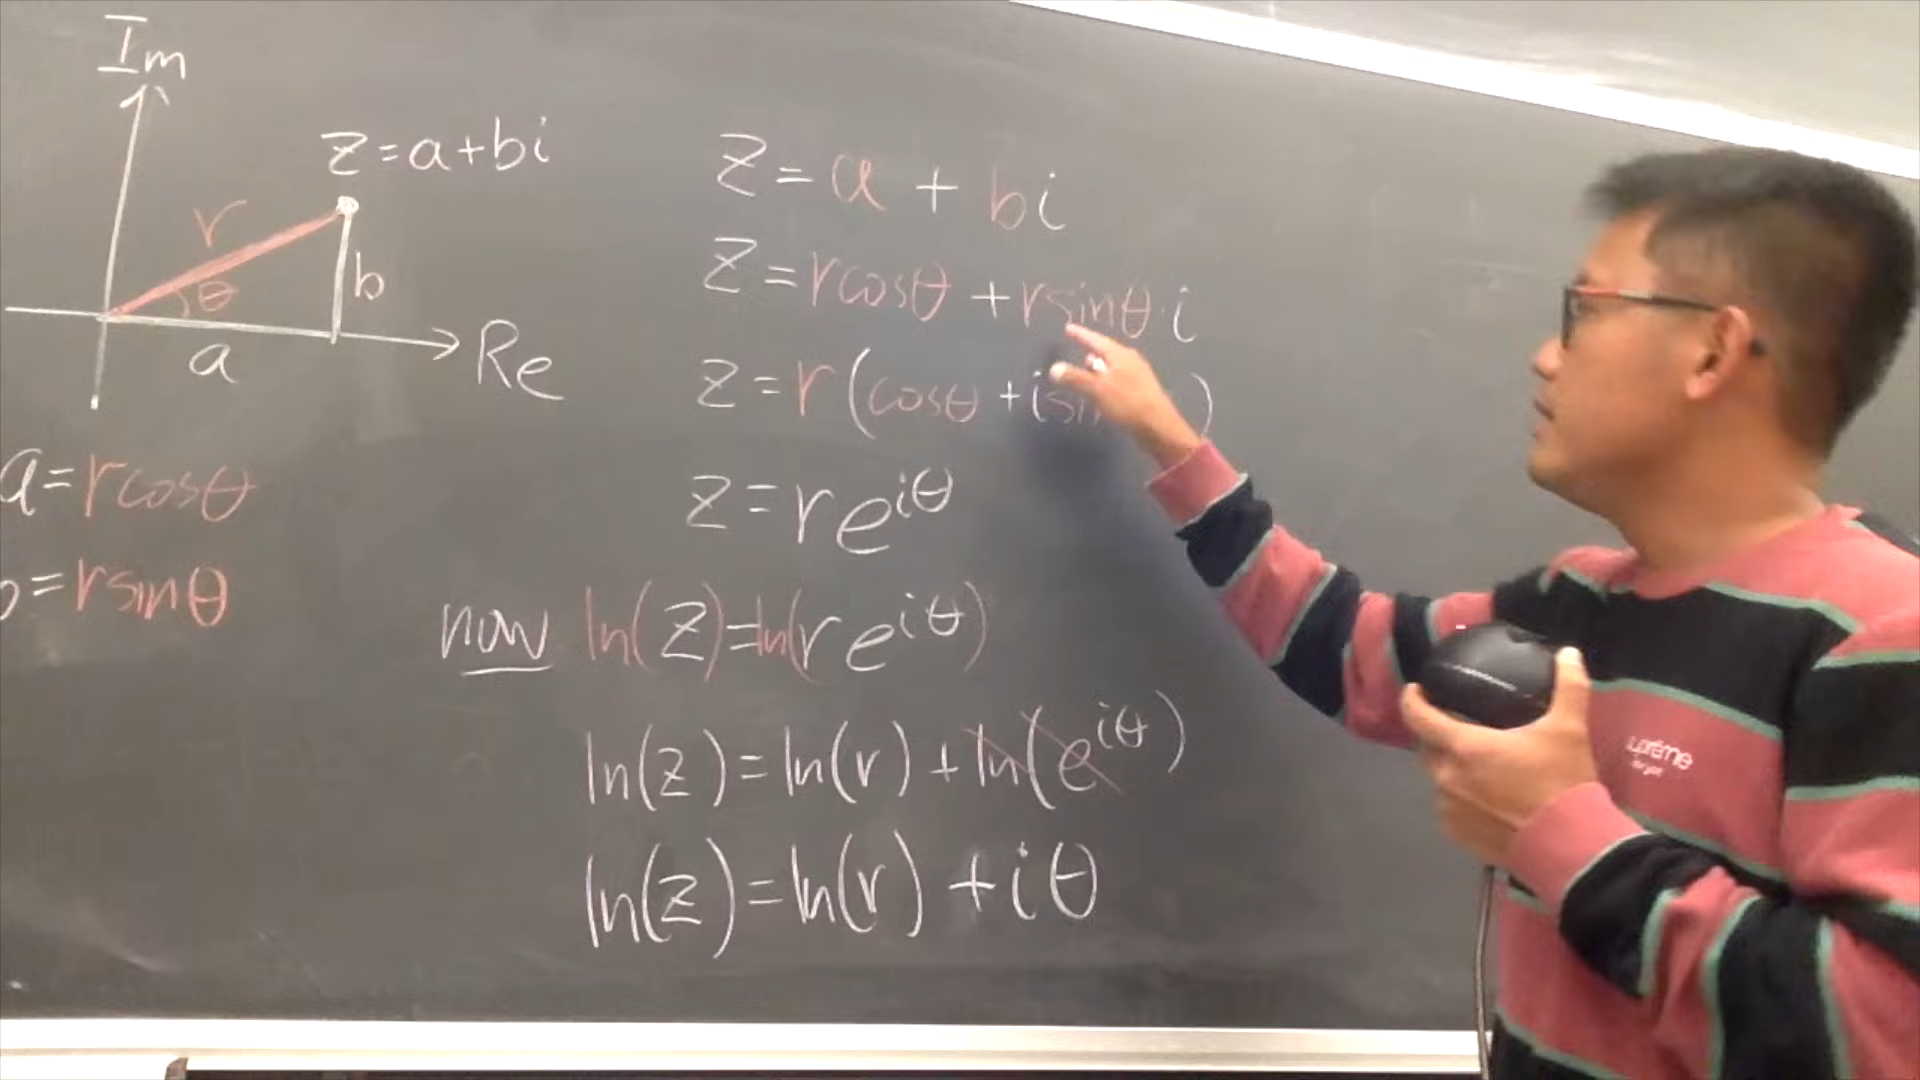 Im
z=a+bi
r
θ
b
a
Re
a=rcosθ
=rsinθ
z=a+bi
z=rcosθ+rsinθ·i
z=r(cosθ+isin )
z=re^{iθ}
now ln(z)=ln(re^{iθ})
ln(z)=ln(r)+ln(e^{iθ})
ln(z)=ln(r)+iθ